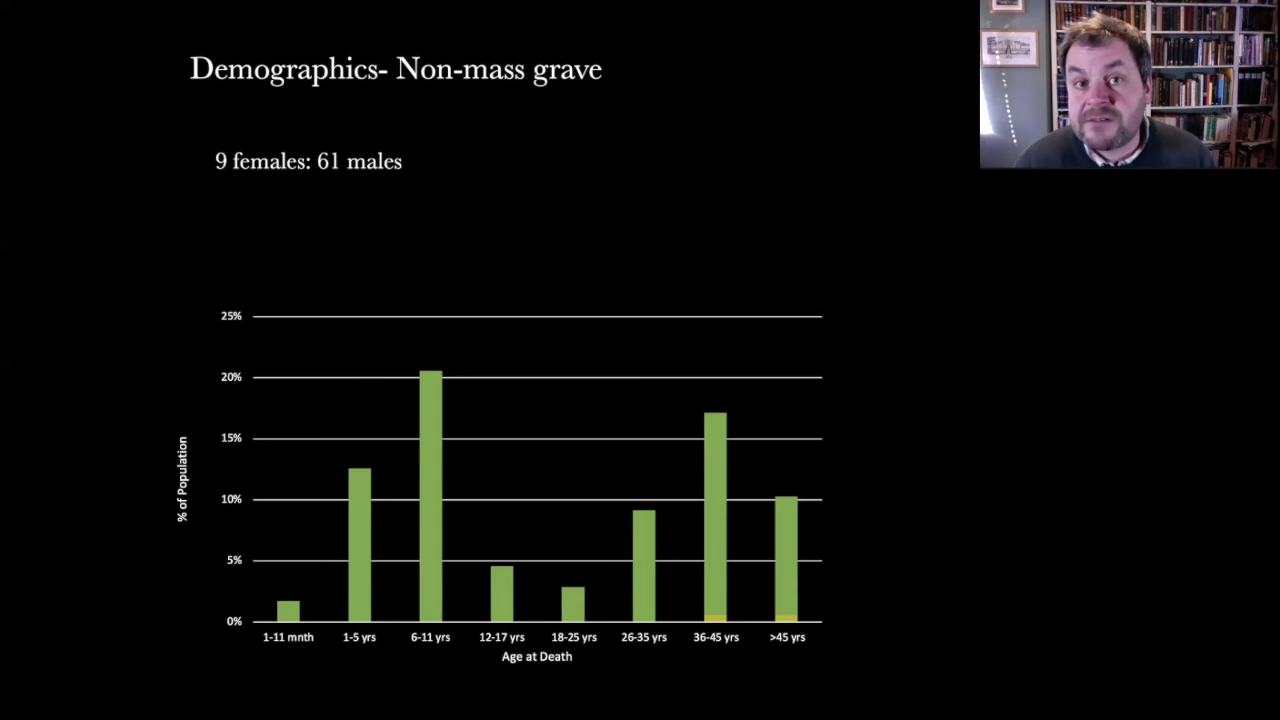 Demographics- Non-mass grave
9 females: 61 males
25%
20%
15%
10%
5%
0%
% of Population
1-11 mnth 1-5 yrs 6-11 yrs 12-17 yrs 18-25 yrs 26-35 yrs 36-45 yrs >45 yrs
Age at Death